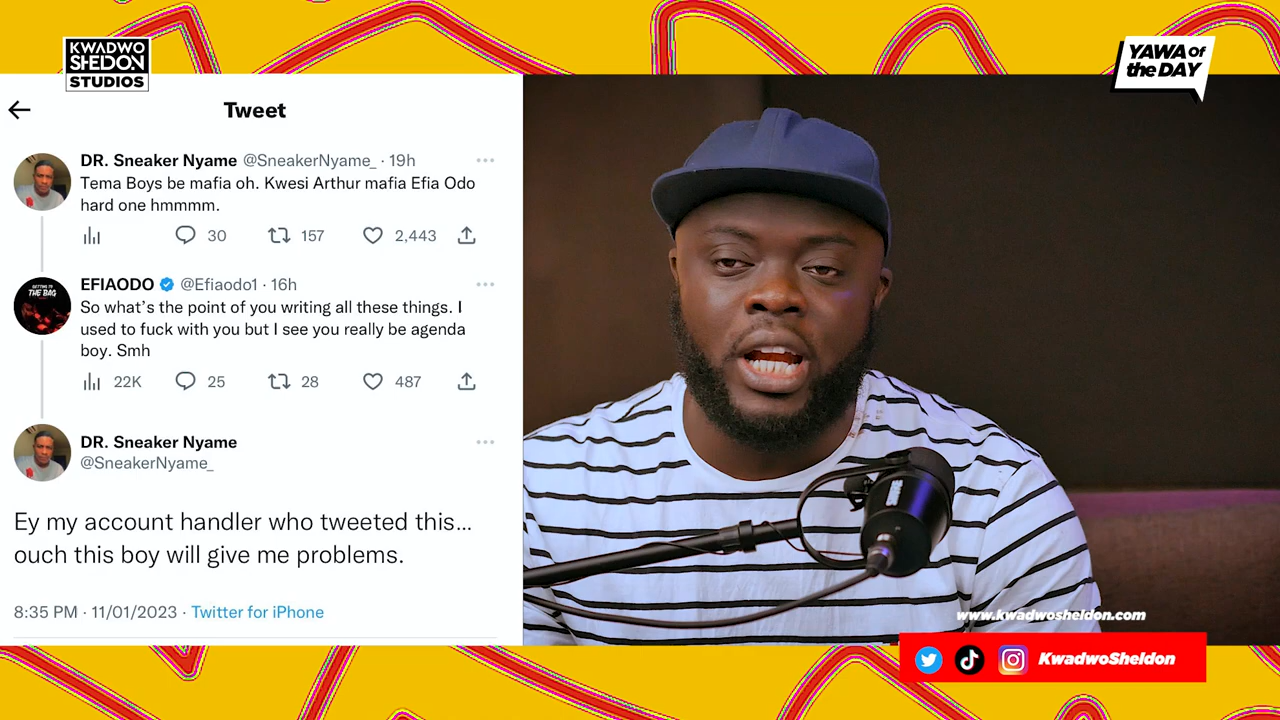 KWADWO
SHELDON
STUDIOS
YAWA of
the DAY
Tweet
DR. Sneaker Nyame @SneakerNyame_ · 19h
Tema Boys be mafia oh. Kwesi Arthur mafia Efia Odo
hard one hmmmm.
30 157 2,443
EFIAODO @Efiaodo1 · 16h
So what's the point of you writing all these things. I
used to fuck with you but I see you really be agenda
boy. Smh
22K 25 28 487
DR. Sneaker Nyame
@SneakerNyame_
Ey my account handler who tweeted this...
ouch this boy will give me problems.
8:35 PM · 11/01/2023 · Twitter for iPhone
www.kwadwosheldon.com
KwadwoSheldon